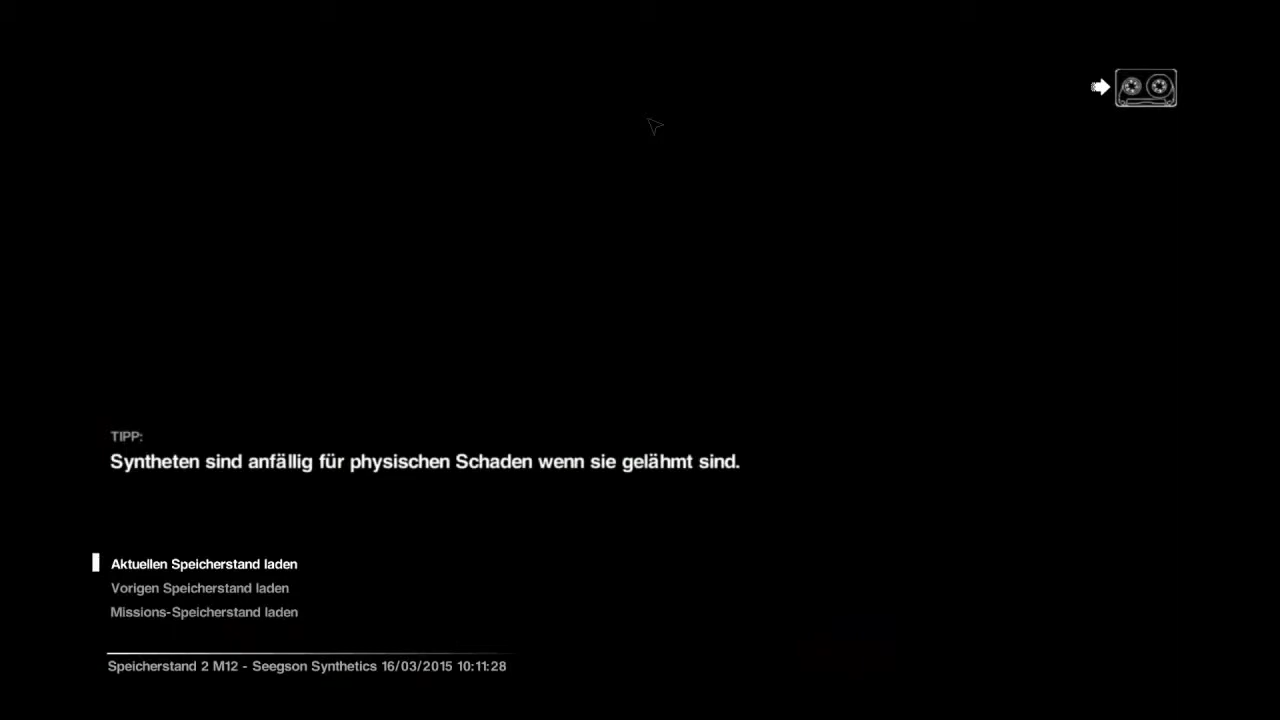 TIPP:
Syntheten sind anfällig für physischen Schaden wenn sie gelähmt sind.
Aktuellen Speicherstand laden
Vorigen Speicherstand laden
Missions-Speicherstand laden
Speicherstand 2 M12 - Seegson Synthetics 16/03/2015 10:11:28